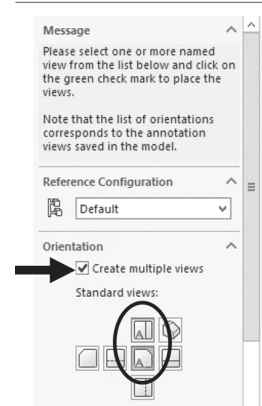 Message
Please select one or more named
view from the list below and click on
the green check mark to place the
views.
Note that the list of orientations
corresponds to the annotation
views saved in the model.
Reference Configuration
Default
Orientation
Create multiple views
Standard views:
A
A